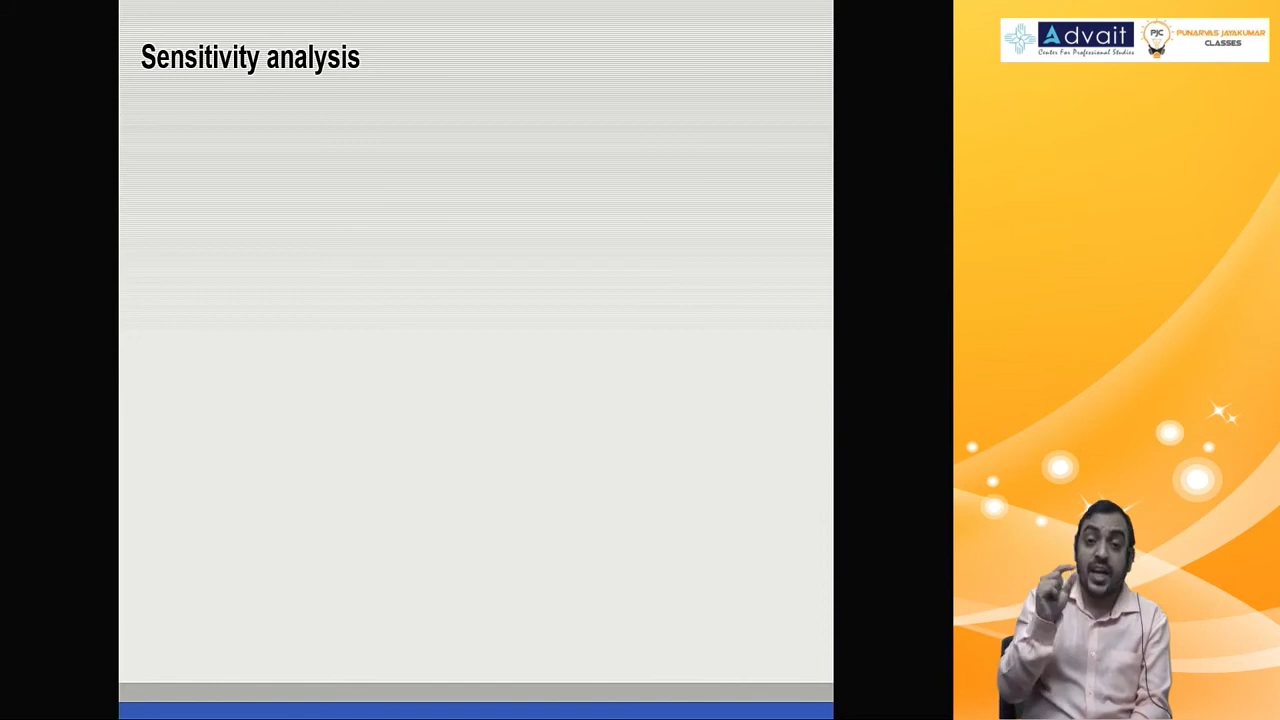 Sensitivity analysis
Advait
Center For Professional Studies
PJC
PUNARVAS JAYAKUMAR
CLASSES